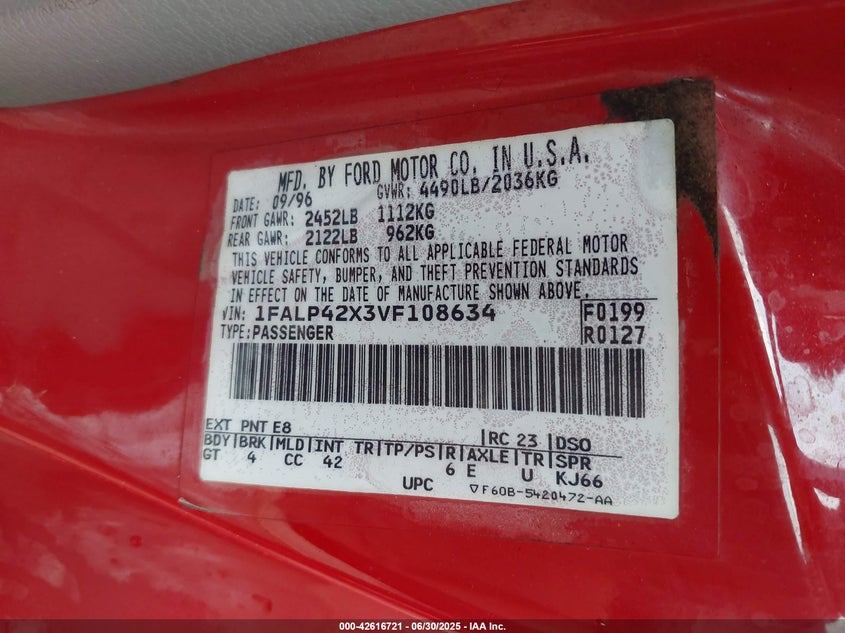 MFD. BY FORD MOTOR CO. IN U.S.A.
DATE: 09/96 GVWR: 4490LB/2036KG
FRONT GAWR: 2452LB 1112KG
REAR GAWR: 2122LB 962KG
THIS VEHICLE CONFORMS TO ALL APPLICABLE FEDERAL MOTOR
VEHICLE SAFETY, BUMPER, AND THEFT PREVENTION STANDARDS
IN EFFECT ON THE DATE OF MANUFACTURE SHOWN ABOVE.
VIN: 1FALP42X3VF108634 F0199
TYPE: PASSENGER R0127
EXT PNT E8 RC 23 DSO
BDY BRK MLD INT TR TP/PS R AXLE TR SPR
GT 4 CC 42 6 E U KJ66
UPC ▽F60B-5420472-AA
000-42616721 - 06/30/2025 - IAA Inc.